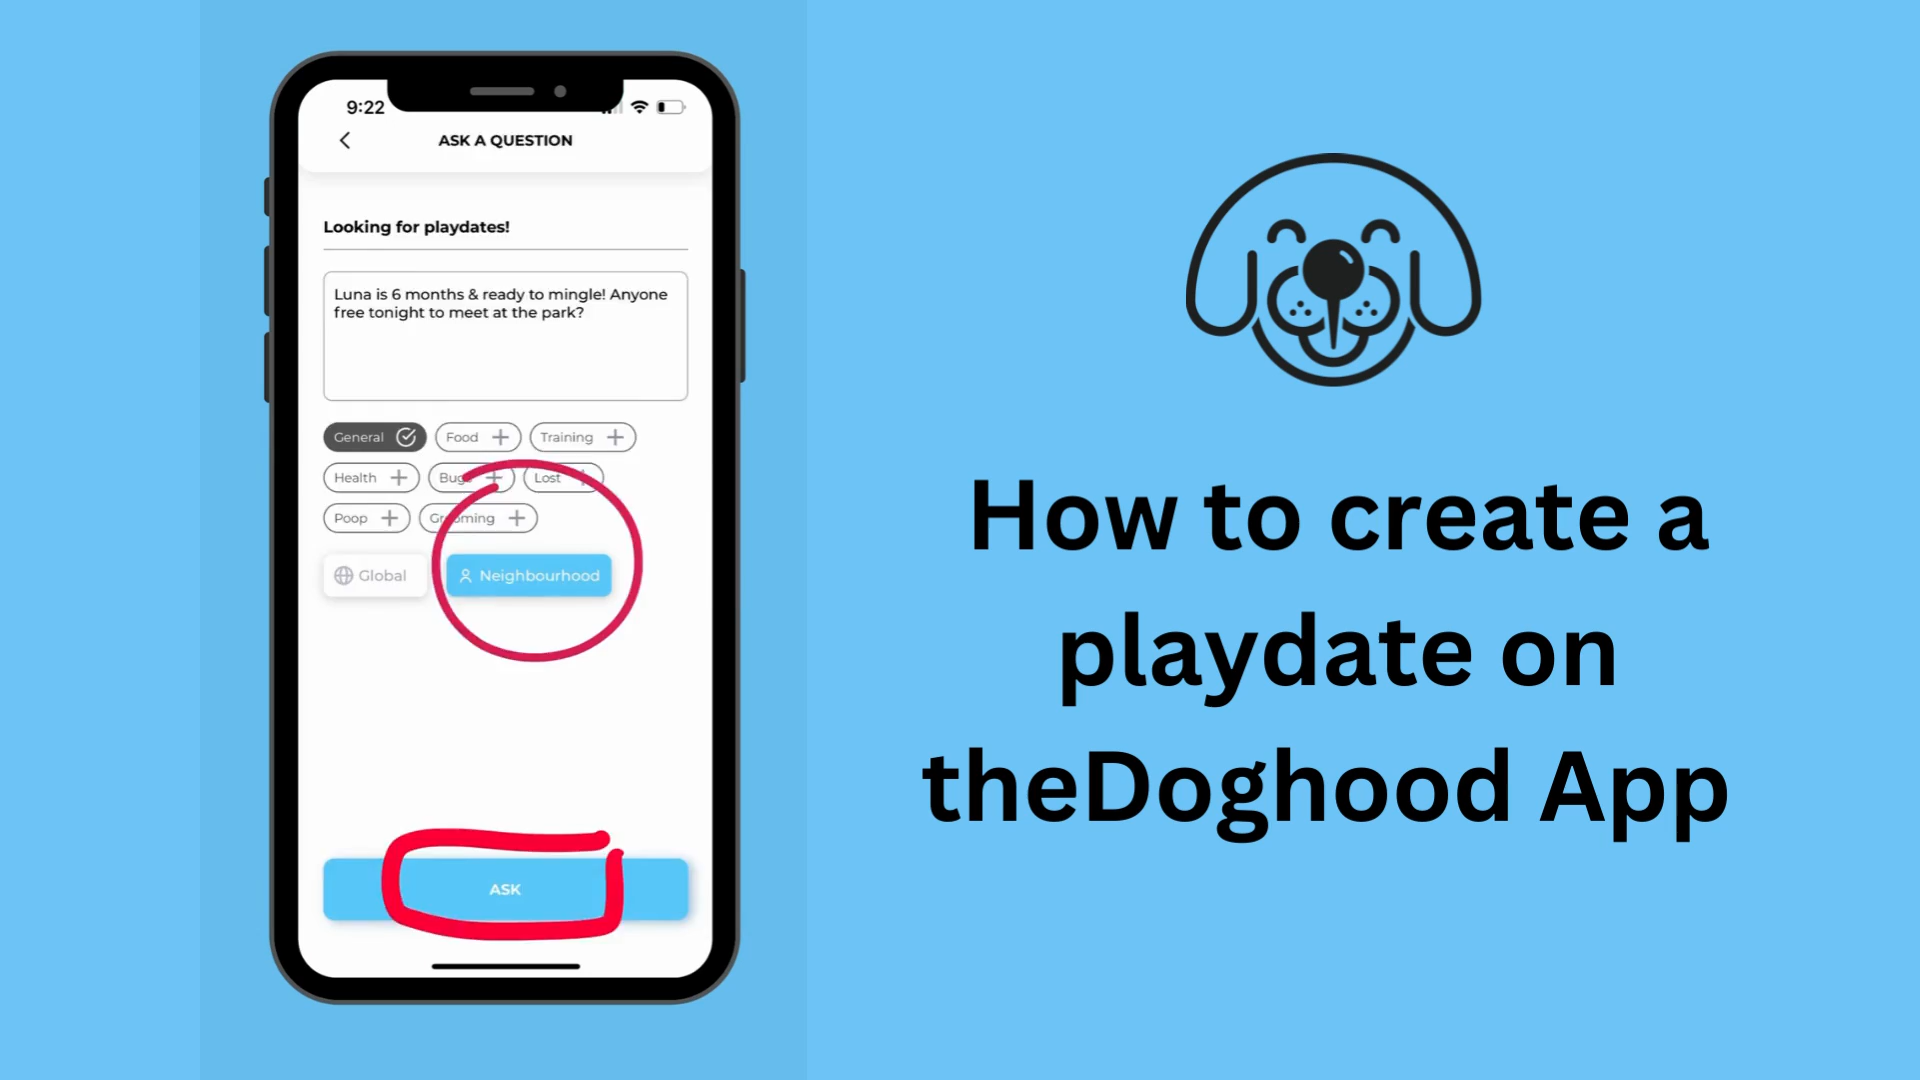 9:22
ASK A QUESTION
Looking for playdates!
Luna is 6 months & ready to mingle! Anyone
free tonight to meet at the park?
General
Food
Training
Health
Bugs
Lost
Poop
Grooming
Global
Neighbourhood
ASK
How to create a
playdate on
theDoghood App